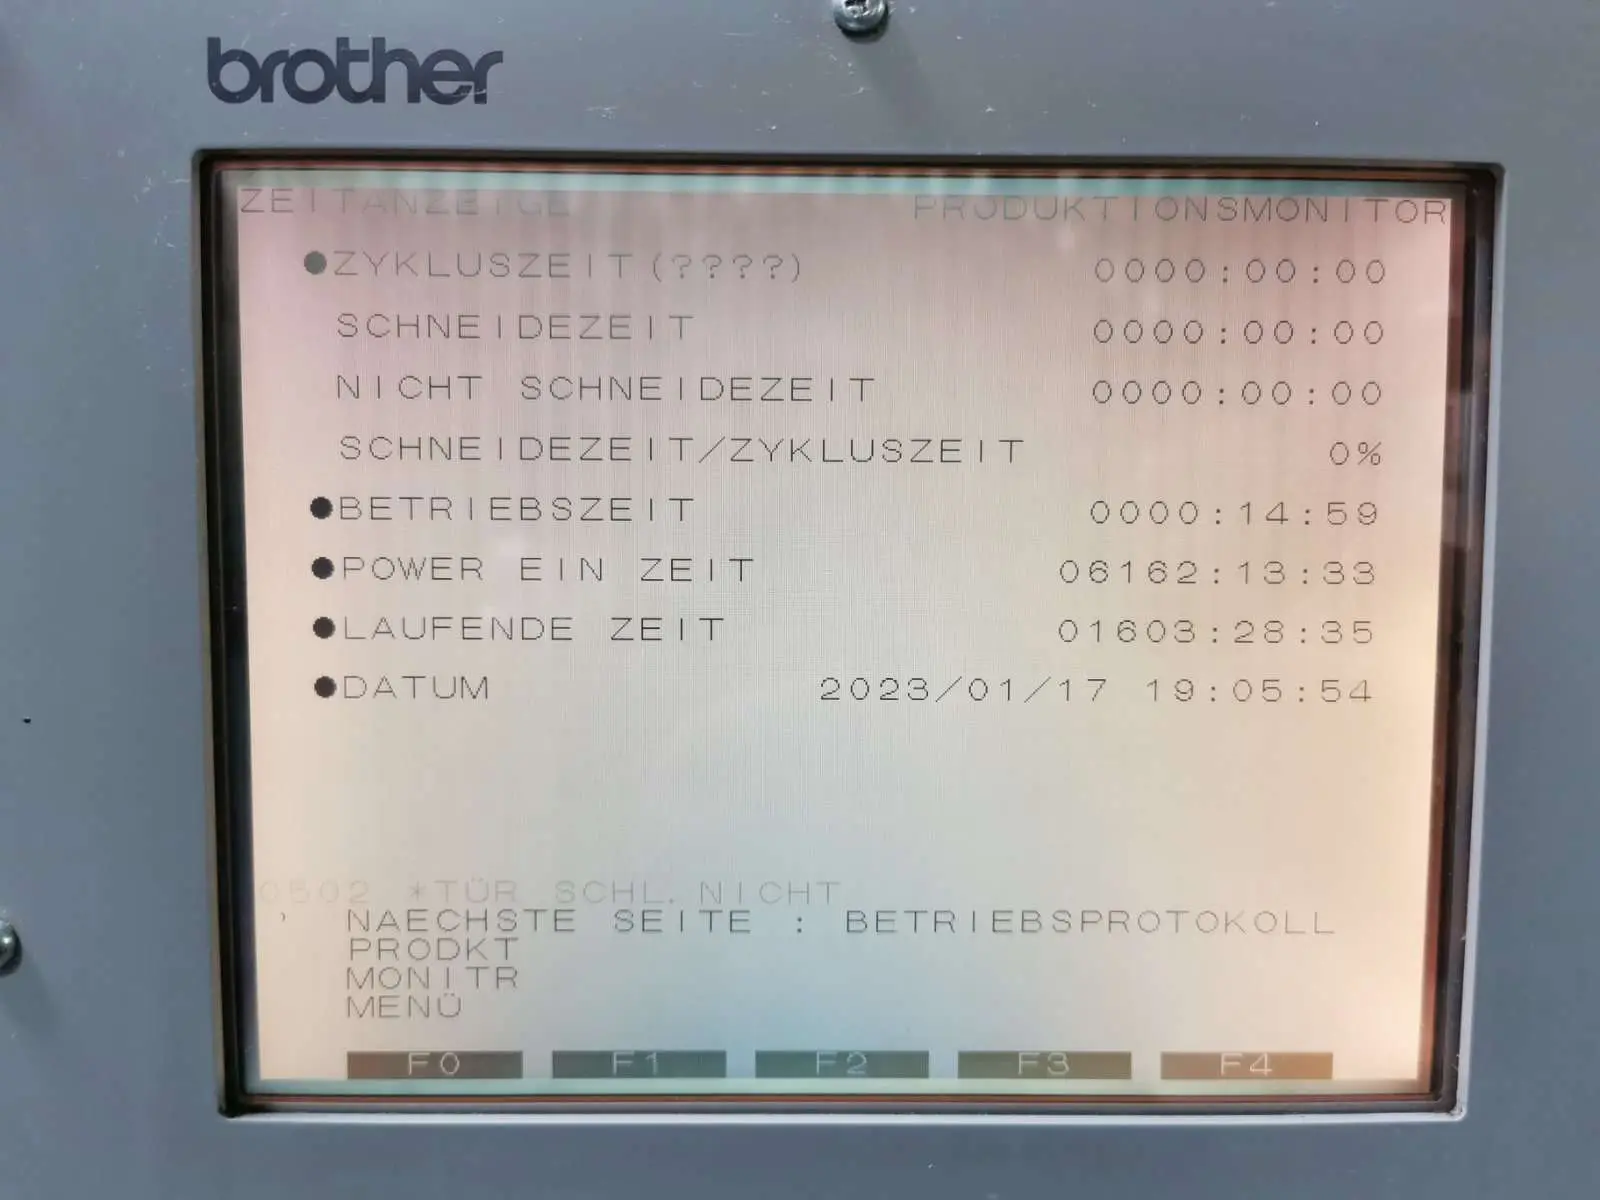 brother
ZEITANZEIGE PRODUKTIONSMONITOR
●ZYKLUSZEIT(????) 0000:00:00
SCHNEIDEZEIT 0000:00:00
NICHT SCHNEIDEZEIT 0000:00:00
SCHNEIDEZEIT/ZYKLUSZEIT 0%
●BETRIEBSZEIT 0000:14:59
●POWER EIN ZEIT 06162:13:33
●LAUFENDE ZEIT 01603:28:35
●DATUM 2023/01/17 19:05:54
0502 *TÜR SCHL. NICHT
NAECHSTE SEITE : BETRIEBSPROTOKOLL
PRODKT
MONITR
MENÜ
F0 F1 F2 F3 F4